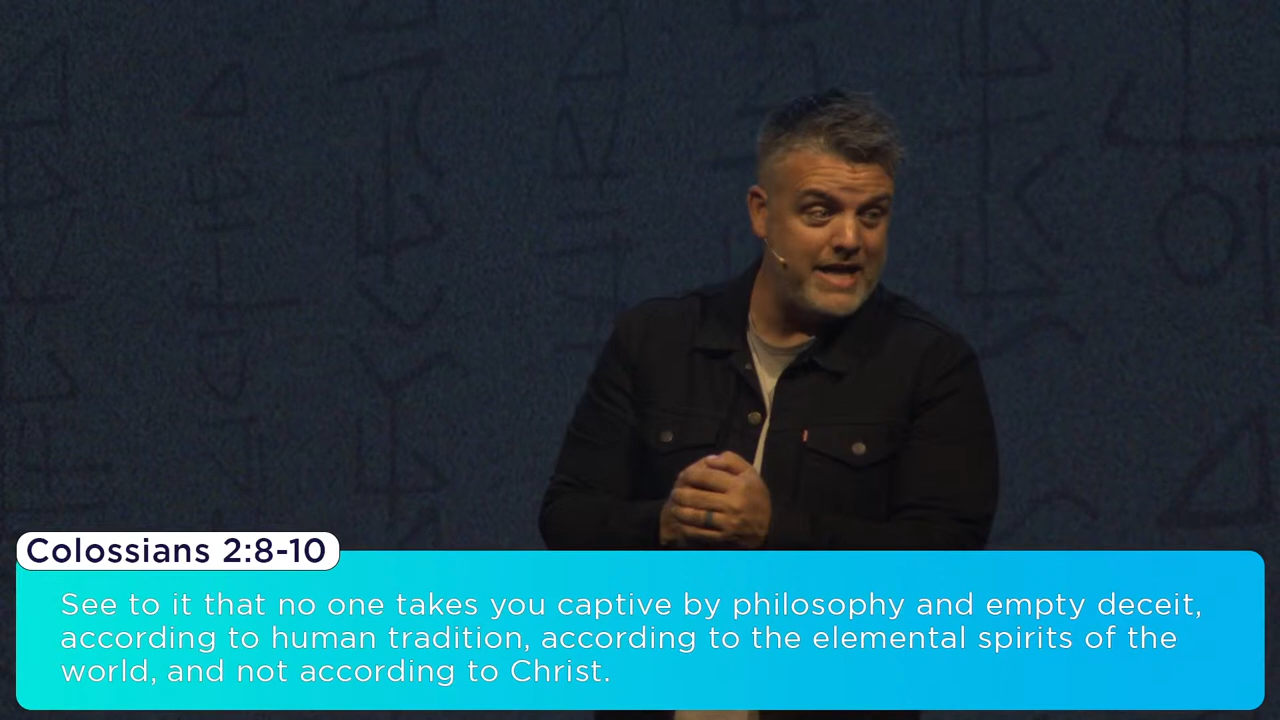 Colossians 2:8-10
See to it that no one takes you captive by philosophy and empty deceit,
according to human tradition, according to the elemental spirits of the
world, and not according to Christ.